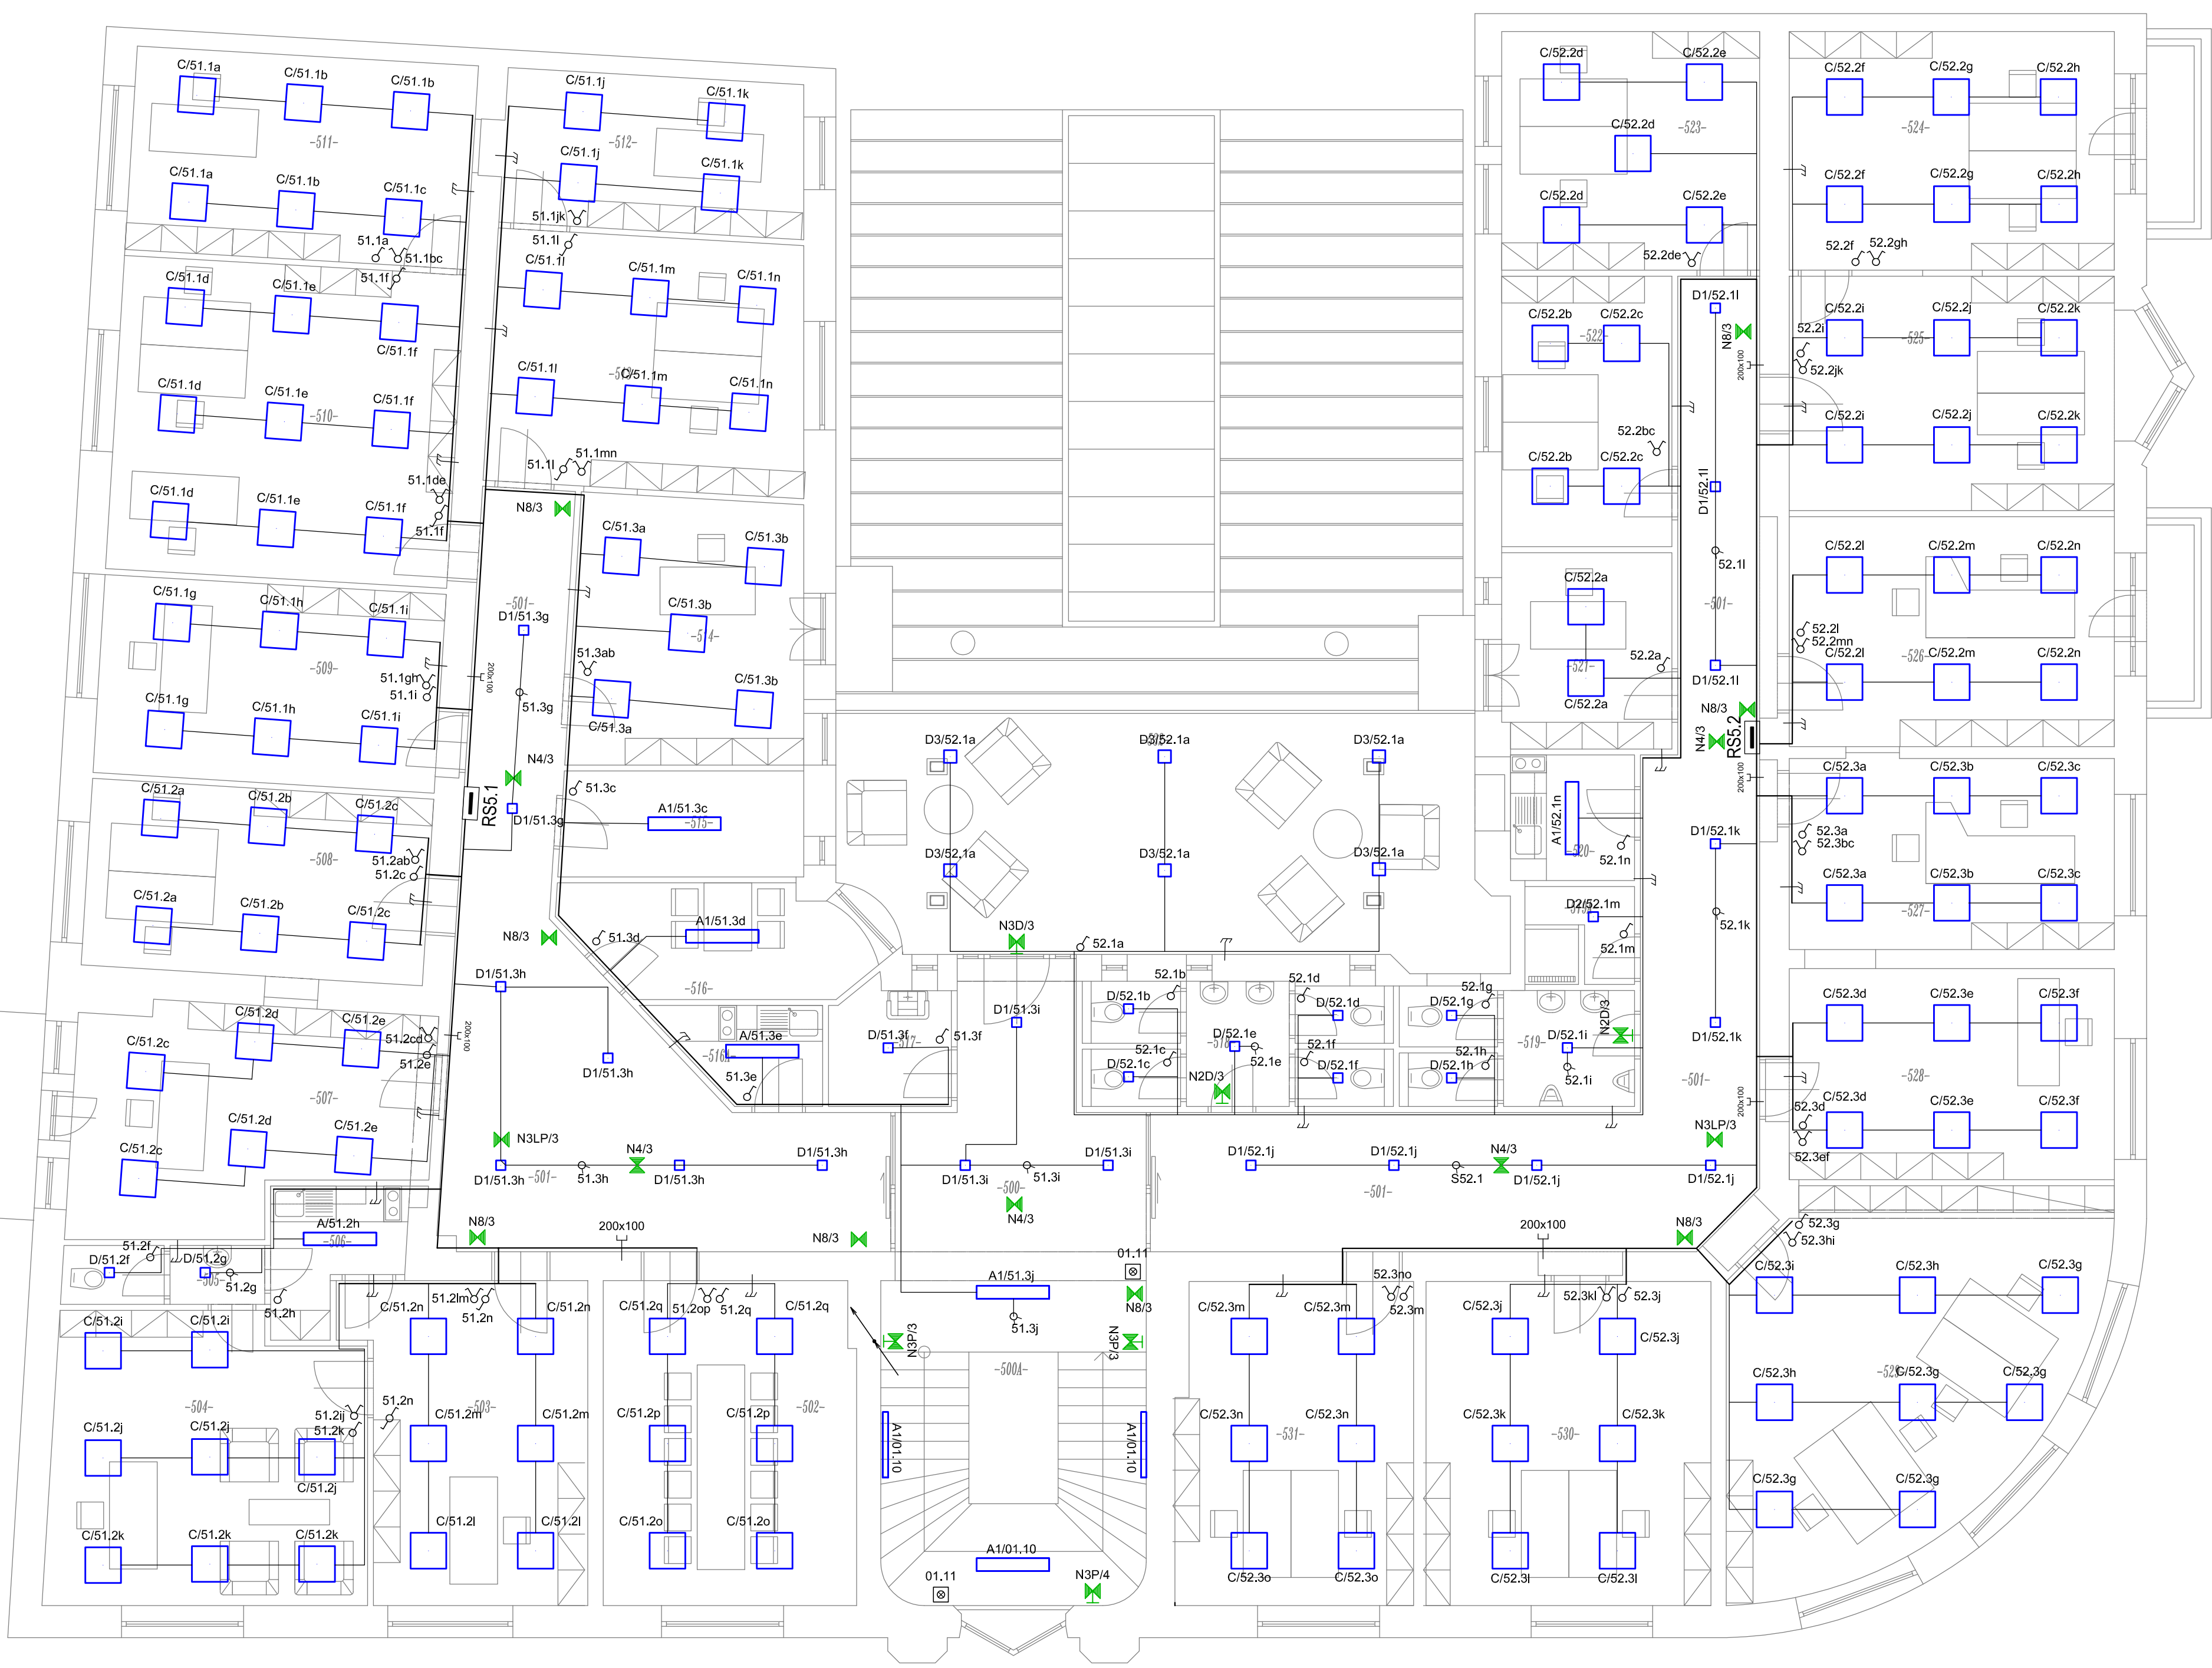 C/51.1a
C/51.1b
C/51.1b
-511-
C/51.1a
C/51.1b
C/51.1c
51.1a
51.1bc
51.1f
C/51.1j
C/51.1k
-512-
C/51.1j
C/51.1k
51.1jk
51.1l
C/51.1d
C/51.1e
C/51.1f
C/51.1d
C/51.1e
C/51.1f
-510-
51.1de
51.1f
C/51.1d
C/51.1e
C/51.1f
C/51.1l
C/51.1m
C/51.1n
C/51.1l
C/51.1m
C/51.1n
51.1l
51.1mn
N8/3
C/51.3a
C/51.3b
C/51.3b
-514-
51.3ab
C/51.3a
C/51.3b
-501-
D1/51.3g
200x100
51.3g
N4/3
RS5.1
D1/51.3g
C/51.1g
C/51.1h
C/51.1i
-509-
51.1gh
51.1i
C/51.1g
C/51.1h
C/51.1i
C/51.2a
C/51.2b
C/51.2c
-508-
51.2ab
51.2c
C/51.2a
C/51.2b
C/51.2c
51.3c
A1/51.3c
-515-
A1/51.3d
51.3d
-516-
N8/3
D1/51.3h
D1/51.3h
A/51.3e
51.3e
D/51.3f
-517-
51.3f
C/51.2c
C/51.2d
C/51.2e
51.2cd
51.2e
200x100
-507-
C/51.2c
C/51.2d
C/51.2e
N3LP/3
D1/51.3h
-501-
51.3h
N4/3
D1/51.3h
D1/51.3h
N8/3
200x100
N8/3
A/51.2h
-506-
51.2f
D/51.2f
D/51.2g
-505-
51.2g
51.2h
C/51.2i
C/51.2i
-504-
C/51.2j
C/51.2j
C/51.2j
51.2ij
51.2k
C/51.2k
C/51.2k
C/51.2k
51.2n
C/51.2n
51.2lm
51.2n
C/51.2n
-503-
C/51.2m
C/51.2m
C/51.2l
C/51.2l
C/51.2q
51.2op
51.2q
C/51.2q
C/51.2p
C/51.2p
-502-
C/51.2o
C/51.2o
D3/52.1a
D3/52.1a
D3/52.1a
D3/52.1a
D3/52.1a
D3/52.1a
N3D/3
52.1a
D1/51.3i
D1/51.3i
51.3i
D1/51.3i
-500-
N4/3
01.11
A1/51.3j
51.3j
N8/3
N3P/3
N3P/3
-500A-
A1/01.10
A1/01.10
A1/01.10
01.11
N3P/4
52.1b
D/52.1b
52.1c
D/52.1c
D/52.1e
-518-
52.1e
N2D/3
52.1d
D/52.1d
52.1f
D/52.1f
52.1g
D/52.1g
52.1h
D/52.1h
D/52.1i
-519-
52.1i
N2D/3
D1/52.1j
D1/52.1j
S52.1
N4/3
D1/52.1j
D1/52.1j
-501-
200x100
N8/3
C/52.2d
C/52.2e
C/52.2d
-523-
C/52.2d
C/52.2e
52.2de
C/52.2f
C/52.2g
C/52.2h
-524-
C/52.2f
C/52.2g
C/52.2h
52.2f
52.2gh
D1/52.1l
N8/3
200x100
C/52.2b
C/52.2c
-522-
52.2bc
C/52.2b
C/52.2c
D1/52.1l
52.1l
C/52.2i
C/52.2j
C/52.2k
52.2i
52.2jk
-525-
C/52.2i
C/52.2j
C/52.2k
C/52.2a
52.2a
-521-
C/52.2a
-501-
D1/52.1l
N8/3
N4/3
RS5.2
200x100
C/52.2l
C/52.2m
C/52.2n
52.2l
52.2mn
-526-
C/52.2l
C/52.2m
C/52.2n
A1/52.1n
-520-
52.1n
D1/52.1k
52.1k
D1/52.1k
D2/52.1m
52.1m
C/52.3a
C/52.3b
C/52.3c
52.3a
52.3bc
C/52.3a
C/52.3b
C/52.3c
-527-
-501-
200x100
N3LP/3
C/52.3d
C/52.3e
C/52.3f
-528-
52.3d
52.3ef
C/52.3d
C/52.3e
C/52.3f
52.3g
52.3hi
C/52.3i
C/52.3h
C/52.3g
C/52.3h
C/52.3g
C/52.3g
C/52.3g
C/52.3g
C/52.3m
C/52.3m
52.3no
52.3m
C/52.3n
C/52.3n
-531-
C/52.3o
C/52.3o
C/52.3j
52.3kl
52.3j
C/52.3j
C/52.3k
C/52.3k
-530-
C/52.3l
C/52.3l